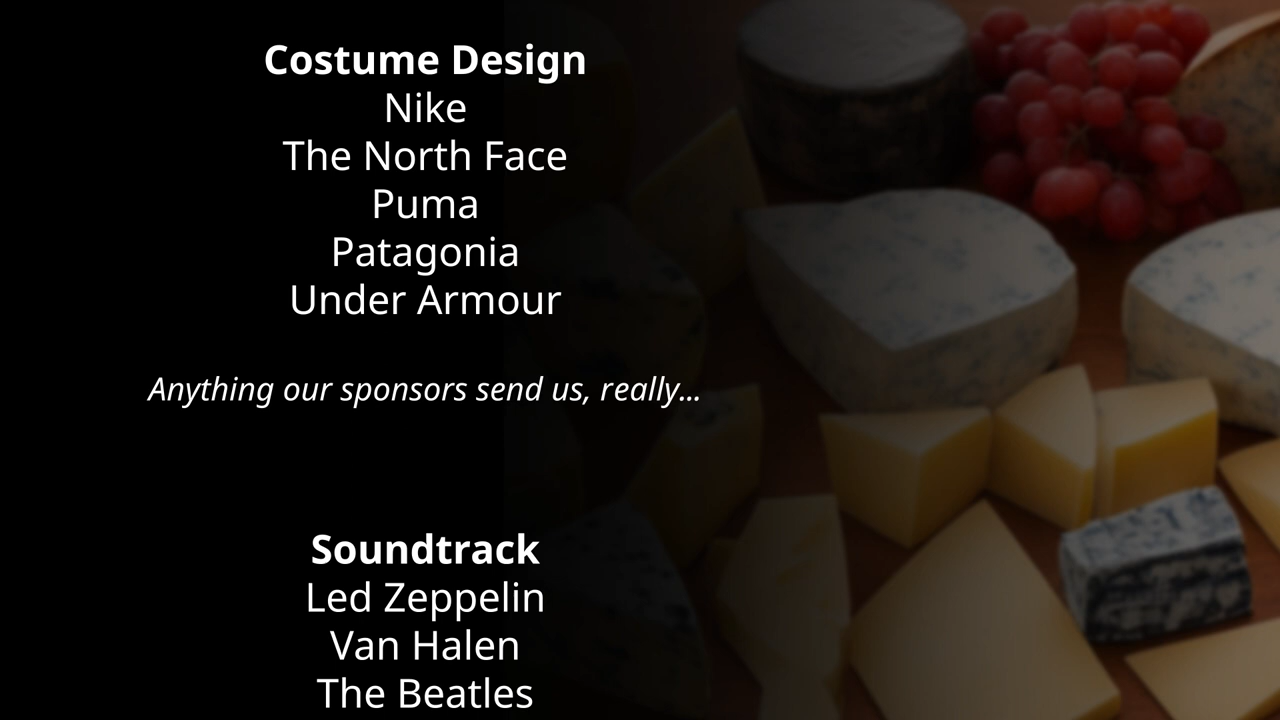 Costume Design
Nike
The North Face
Puma
Patagonia
Under Armour
Anything our sponsors send us, really...
Soundtrack
Led Zeppelin
Van Halen
The Beatles